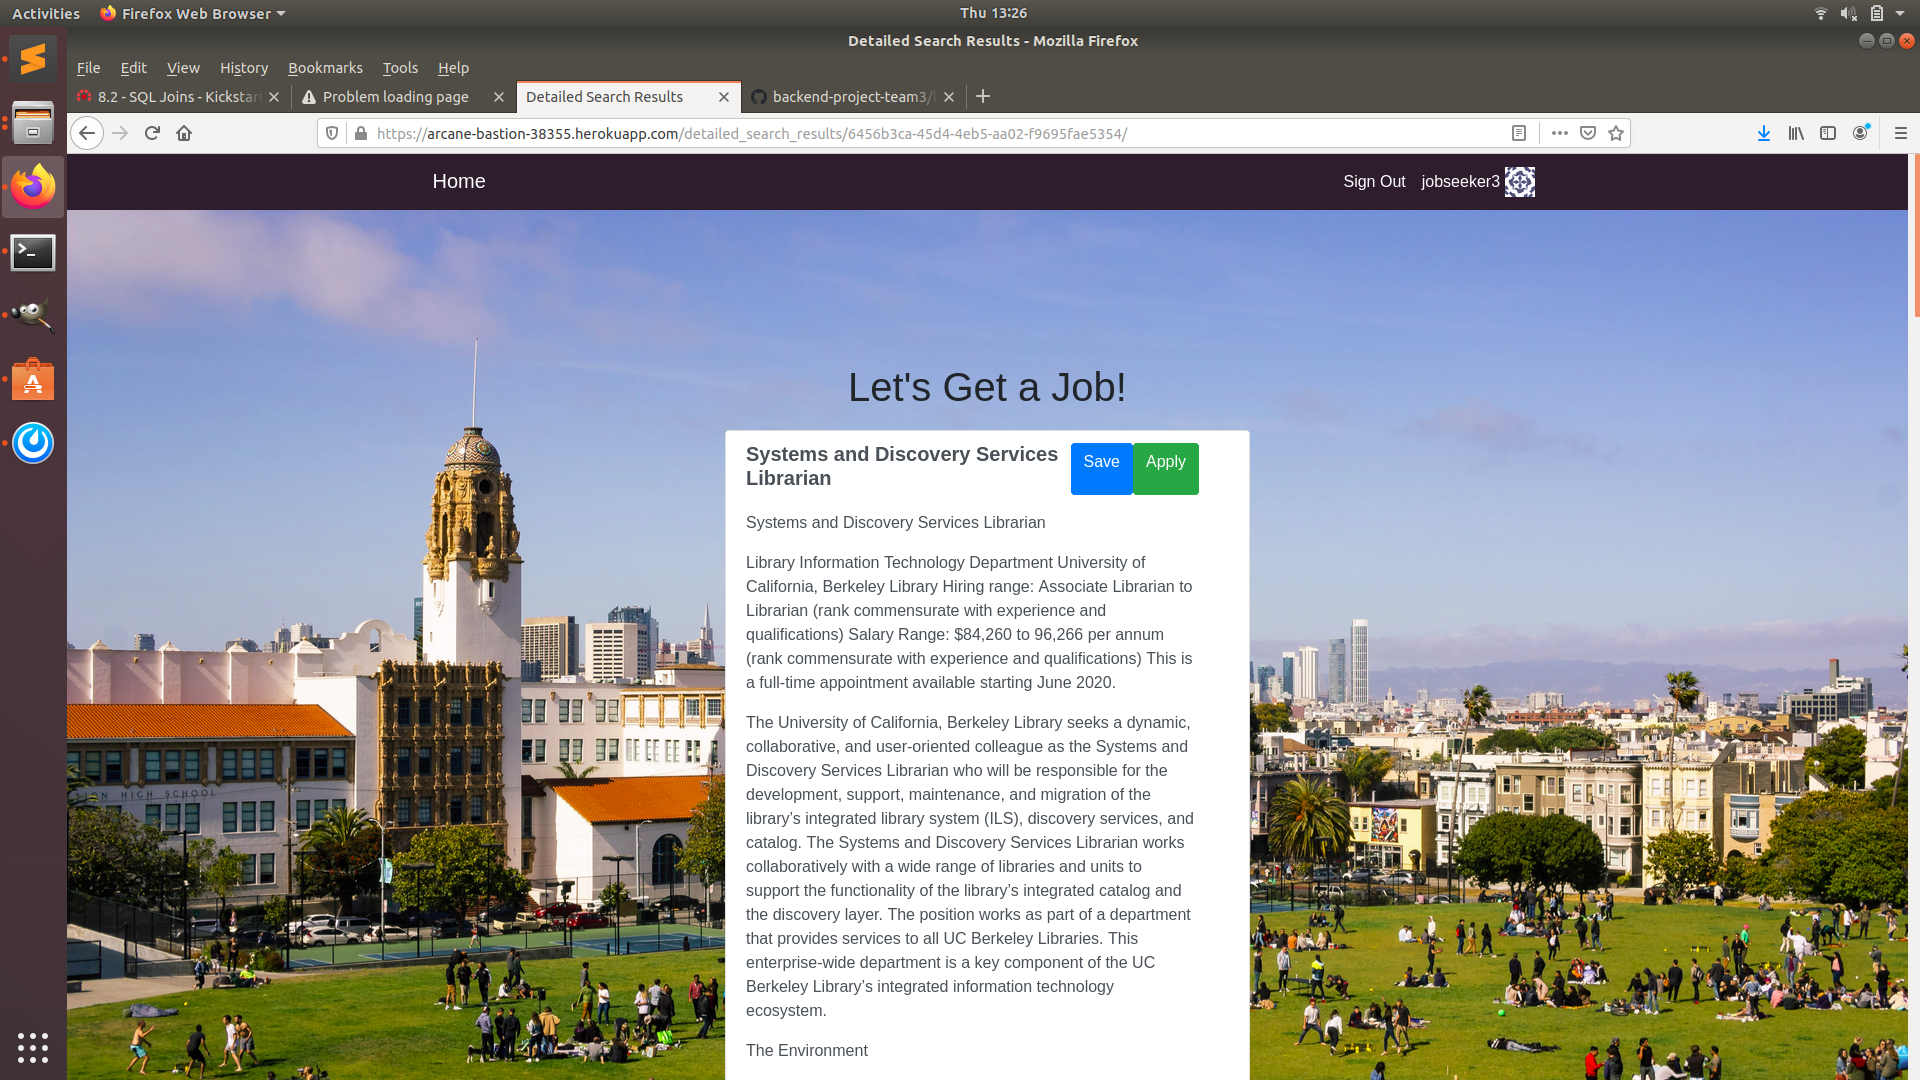 Activities Firefox Web Browser Thu 13:26
Detailed Search Results - Mozilla Firefox
File Edit View History Bookmarks Tools Help
8.2 - SQL Joins - Kickstart Problem loading page Detailed Search Results backend-project-team3/
https://arcane-bastion-38355.herokuapp.com/detailed_search_results/6456b3ca-45d4-4eb5-aa02-f9695fae5354/
Home Sign Out jobseeker3
Let's Get a Job!
Systems and Discovery Services
Librarian
Save Apply
Systems and Discovery Services Librarian
Library Information Technology Department University of
California, Berkeley Library Hiring range: Associate Librarian to
Librarian (rank commensurate with experience and
qualifications) Salary Range: $84,260 to 96,266 per annum
(rank commensurate with experience and qualifications) This is
a full-time appointment available starting June 2020.
The University of California, Berkeley Library seeks a dynamic,
collaborative, and user-oriented colleague as the Systems and
Discovery Services Librarian who will be responsible for the
development, support, maintenance, and migration of the
library’s integrated library system (ILS), discovery services, and
catalog. The Systems and Discovery Services Librarian works
collaboratively with a wide range of libraries and units to
support the functionality of the library’s integrated catalog and
the discovery layer. The position works as part of a department
that provides services to all UC Berkeley Libraries. This
enterprise-wide department is a key component of the UC
Berkeley Library’s integrated information technology
ecosystem.
The Environment
HIGH SCHOOL